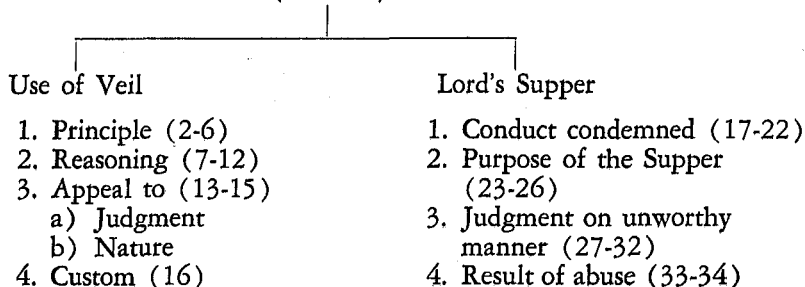 Use of Veil
1. Principle (2-6)
2. Reasoning (7-12)
3. Appeal to (13-15)
a) Judgment
b) Nature
4. Custom (16)
Lord's Supper
1. Conduct condemned (17-22)
2. Purpose of the Supper
(23-26)
3. Judgment on unworthy
manner (27-32)
4. Result of abuse (33-34)